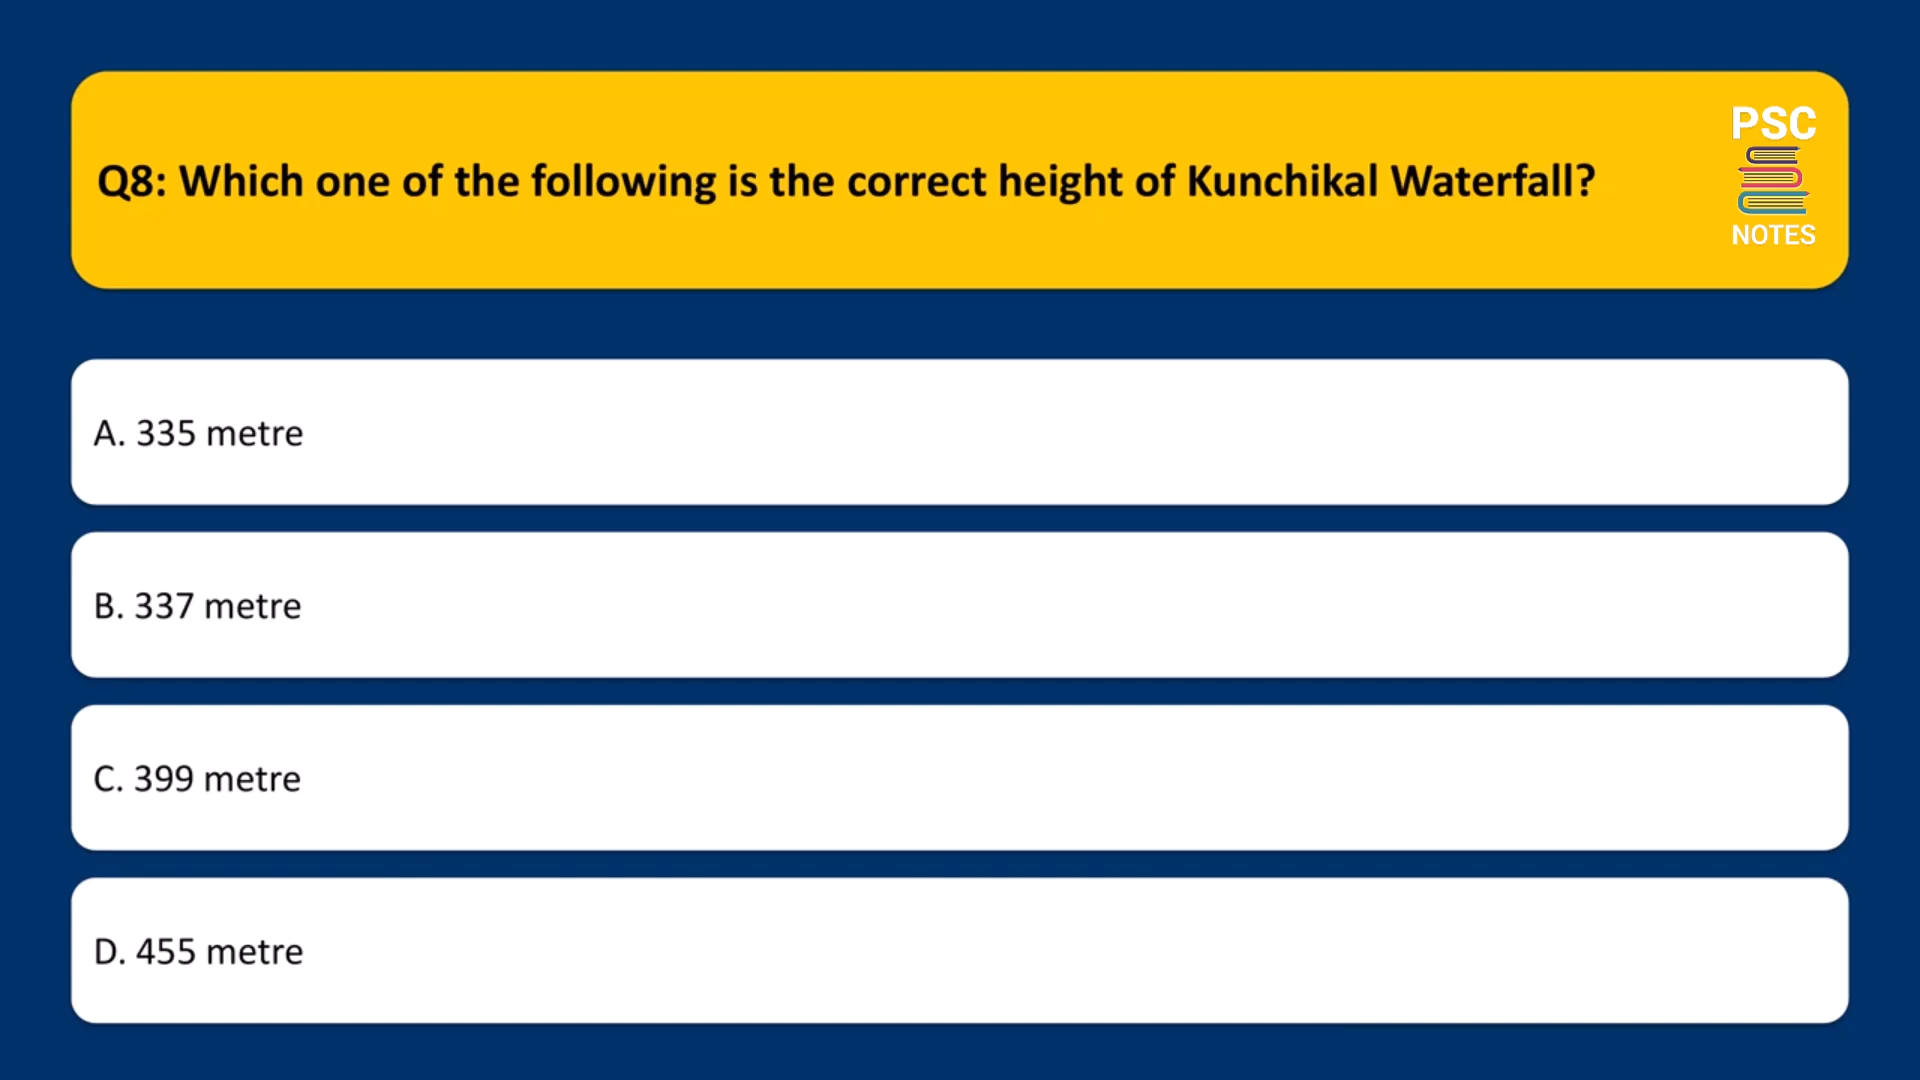 Q8: Which one of the following is the correct height of Kunchikal Waterfall?
PSC
NOTES
A. 335 metre
B. 337 metre
C. 399 metre
D. 455 metre